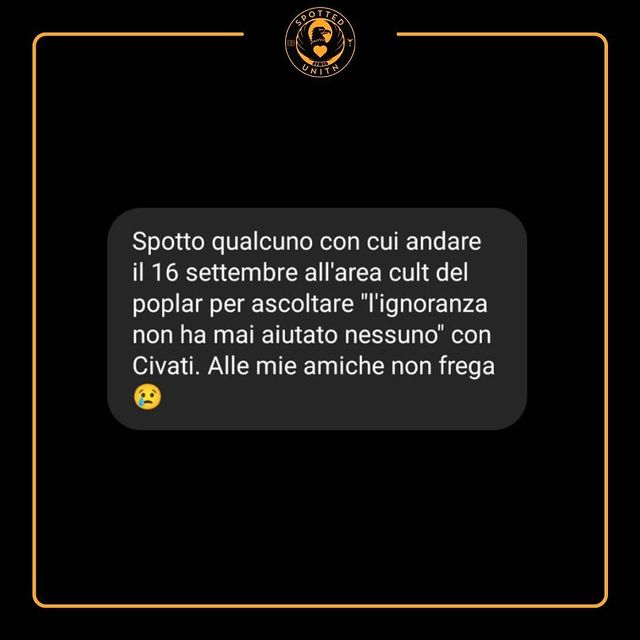 SPOTTED
UNITN
Spotto qualcuno con cui andare
il 16 settembre all'area cult del
poplar per ascoltare "l'ignoranza
non ha mai aiutato nessuno" con
Civati. Alle mie amiche non frega
😢